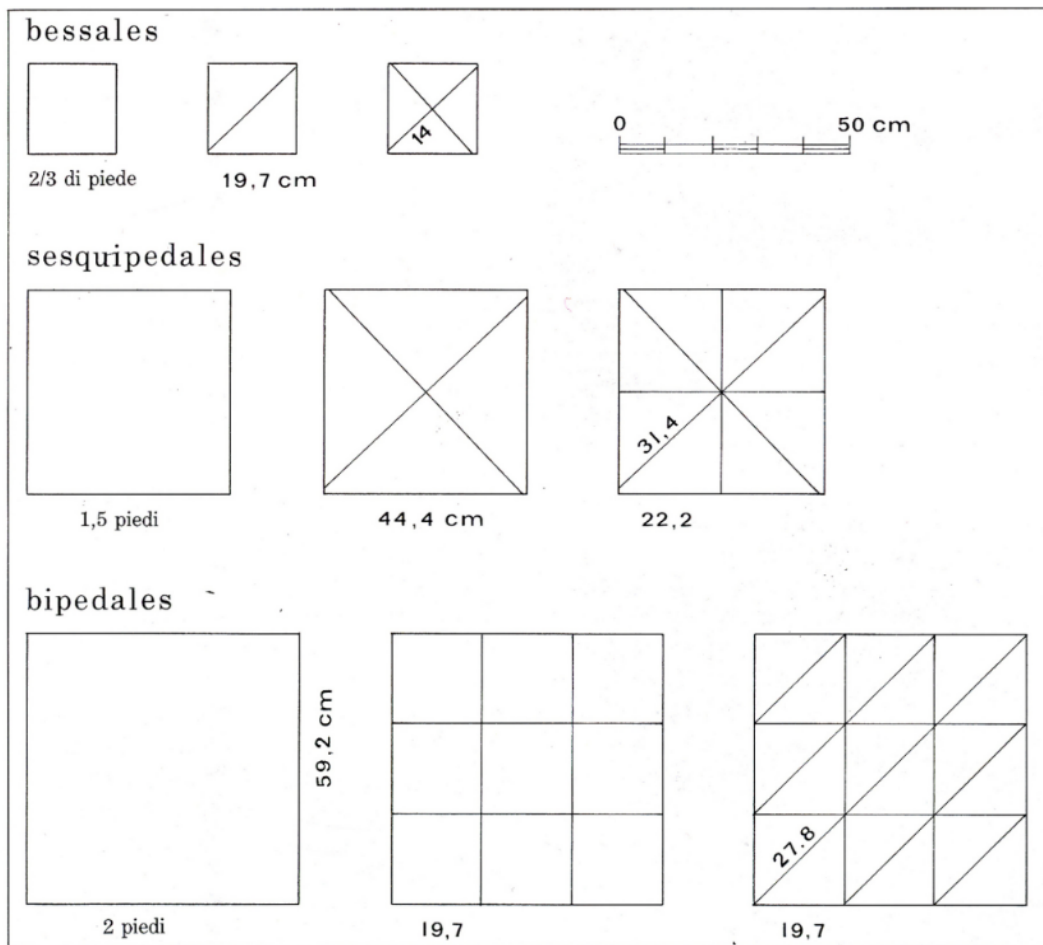 bessales
14
0 50 cm
2/3 di piede 19,7 cm
sesquipedales
31,4
1,5 piedi 44,4 cm 22,2
bipedales
59,2 cm
27.8
2 piedi 19,7 19,7